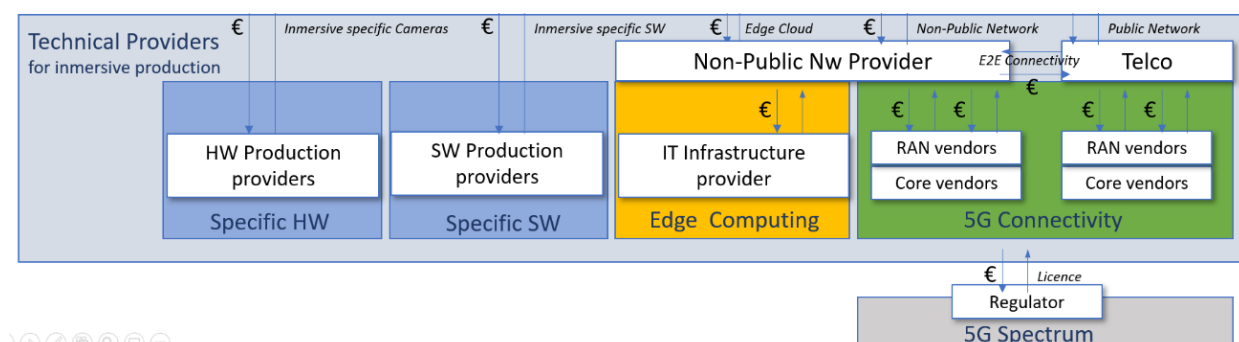 € Inmersive specific Cameras € Inmersive specific SW € Edge Cloud € Non-Public Network Public Network
Technical Providers
for inmersive production
Non-Public Nw Provider
E2E Connectivity
Telco
€
€ € € € €
HW Production
providers
SW Production
providers
IT Infrastructure
provider
RAN vendors
Core vendors
RAN vendors
Core vendors
Specific HW
Specific SW
Edge Computing
5G Connectivity
€ Licence
Regulator
5G Spectrum